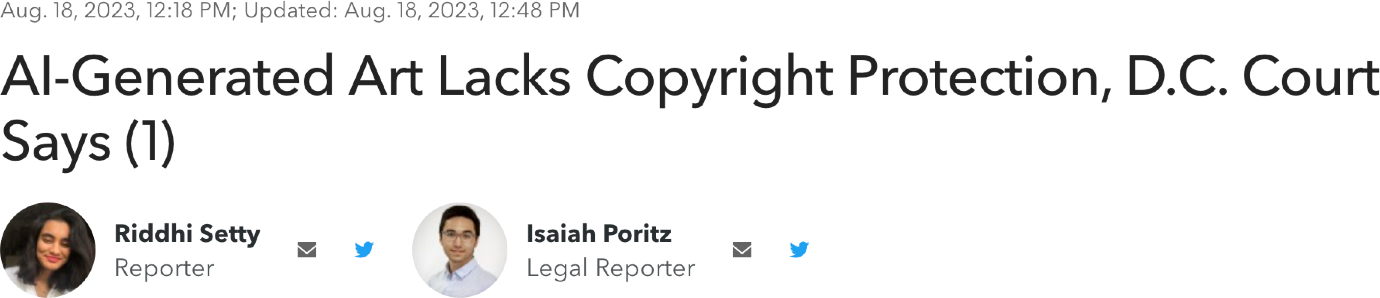 Aug. 18, 2023, 12:18 PM; Updated: Aug. 18, 2023, 12:48 PM
AI-Generated Art Lacks Copyright Protection, D.C. Court
Says (1)
Riddhi Setty
Reporter
Isaiah Poritz
Legal Reporter